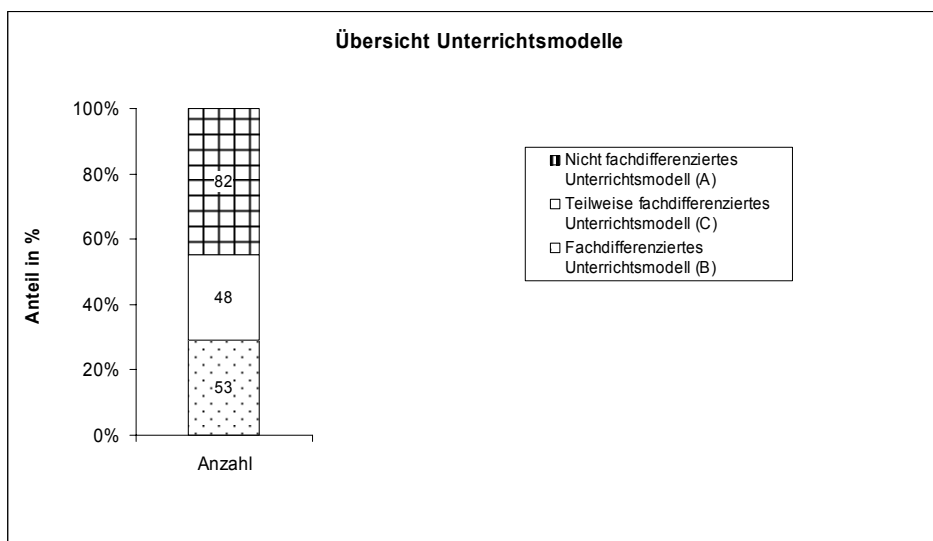 Übersicht Unterrichtsmodelle
100%
80%
60%
40%
20%
0%
Anteil in %
82
48
53
Anzahl
Nicht fachdifferenziertes
Unterrichtsmodell (A)
Teilweise fachdifferenziertes
Unterrichtsmodell (C)
Fachdifferenziertes
Unterrichtsmodell (B)